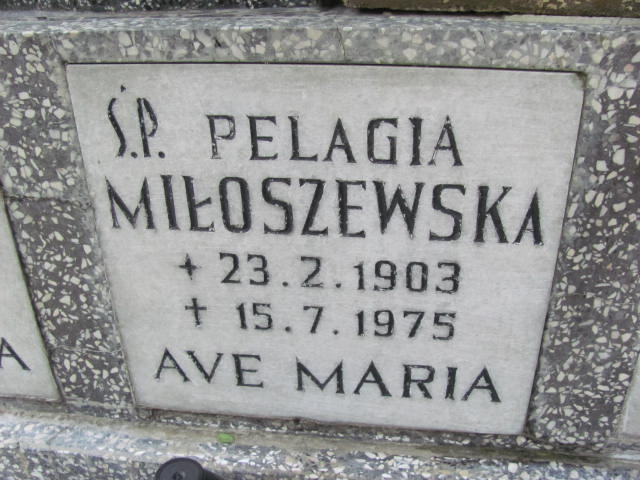 Ś.P. PELAGIA
MIŁOSZEWSKA
+ 23.2.1903
† 15.7.1975
AVE MARIA
A